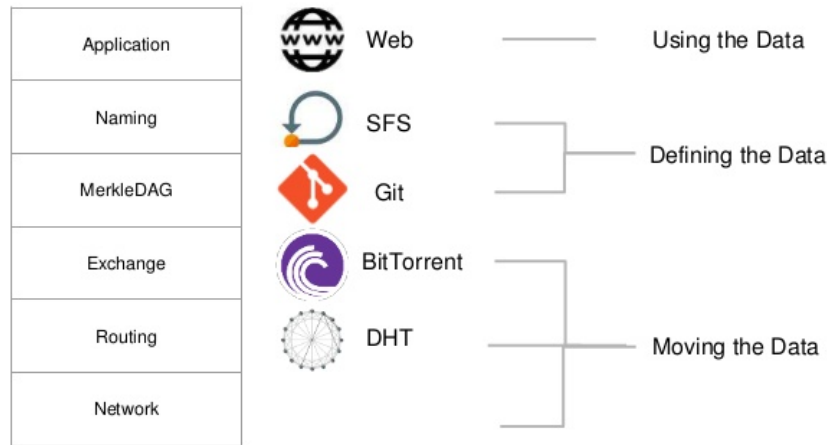 Application
www
Web
Using the Data
Naming
SFS
Defining the Data
MerkleDAG
Git
Exchange
BitTorrent
Routing
DHT
Moving the Data
Network